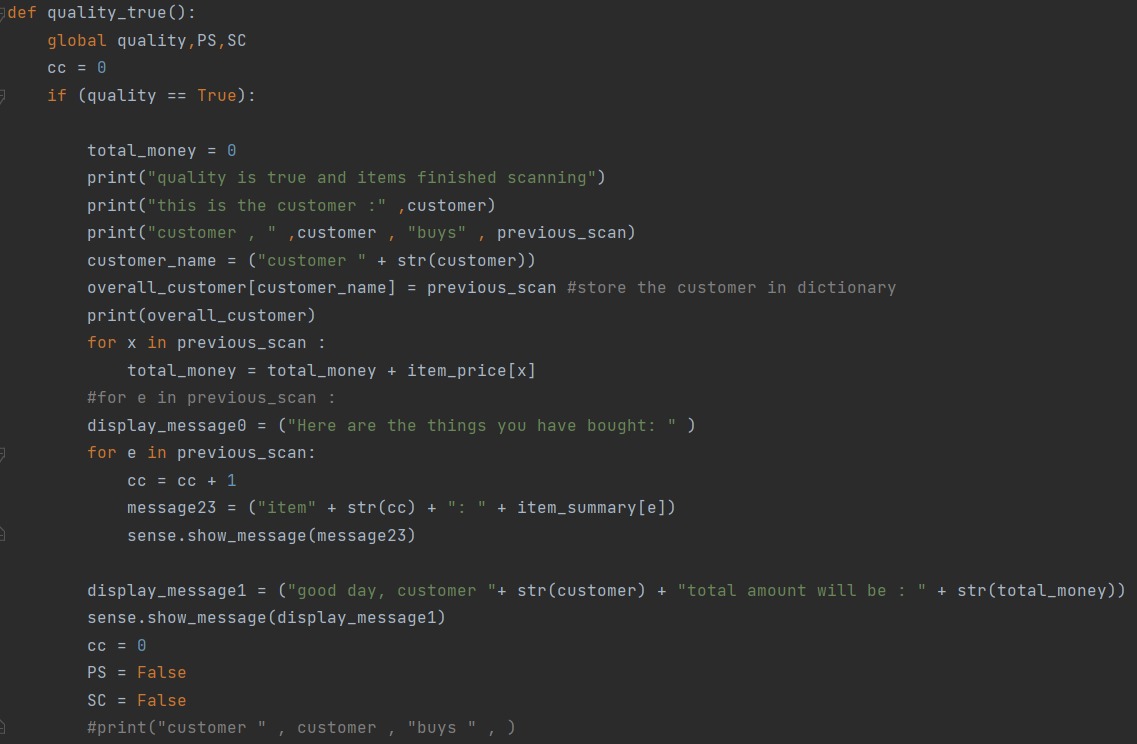 def quality_true():
    global quality,PS,SC
    cc = 0
    if (quality == True):

        total_money = 0
        print("quality is true and items finished scanning")
        print("this is the customer :" ,customer)
        print("customer , " ,customer , "buys" , previous_scan)
        customer_name = ("customer " + str(customer))
        overall_customer[customer_name] = previous_scan #store the customer in dictionary
        print(overall_customer)
        for x in previous_scan :
            total_money = total_money + item_price[x]
        #for e in previous_scan :
        display_message0 = ("Here are the things you have bought: " )
        for e in previous_scan:
            cc = cc + 1
            message23 = ("item" + str(cc) + ": " + item_summary[e])
            sense.show_message(message23)

        display_message1 = ("good day, customer "+ str(customer) + "total amount will be : " + str(total_money))
        sense.show_message(display_message1)
        cc = 0
        PS = False
        SC = False
        #print("customer " , customer , "buys " , )